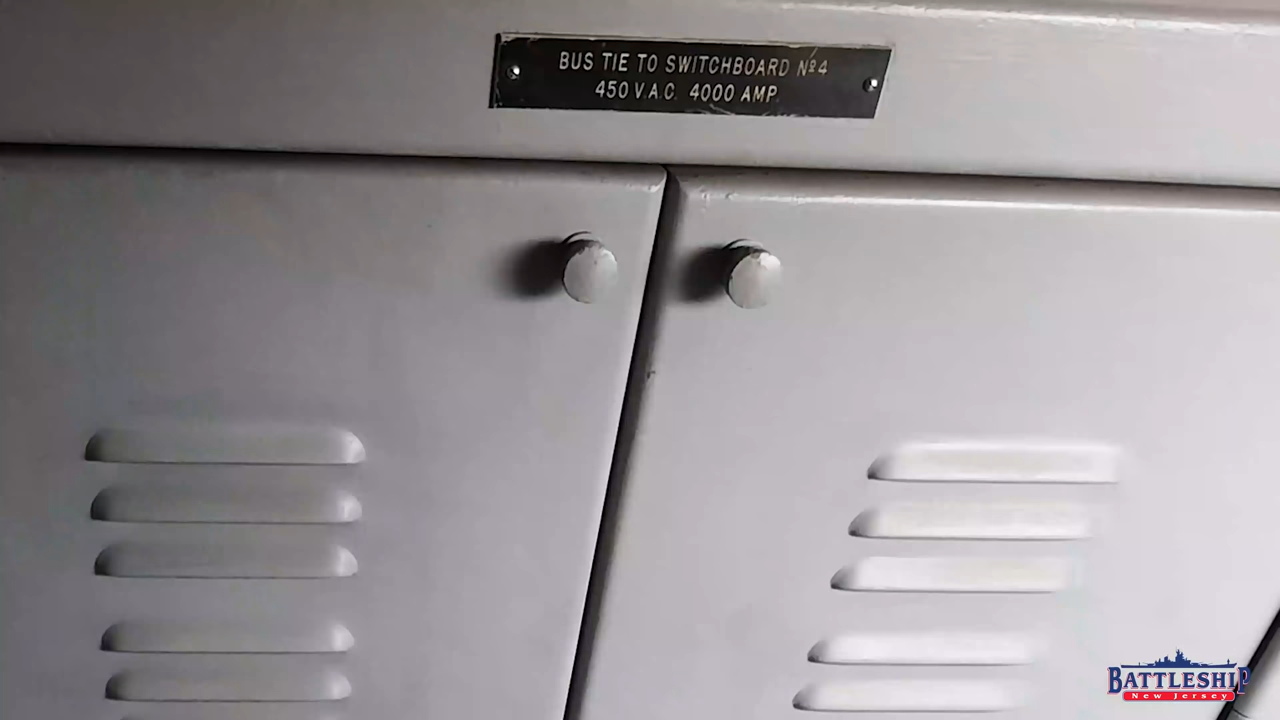 BUS TIE TO SWITCHBOARD Nº4
450 V.A.C. 4000 AMP.
BATTLESHIP
New Jersey